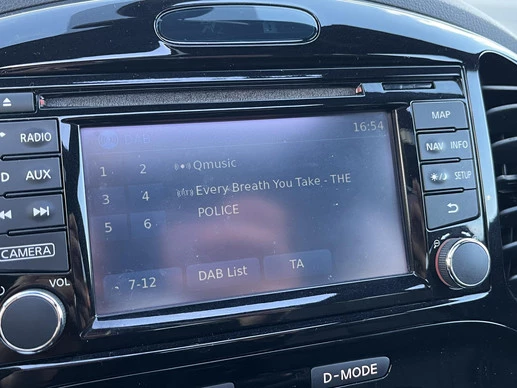 RADIO
AUX
CAMERA
VOL
16:54
1 2 Qmusic
3 4 Every Breath You Take - THE
POLICE
5 6
7-12 DAB List TA
MAP
NAV INFO
SETUP
D-MODE